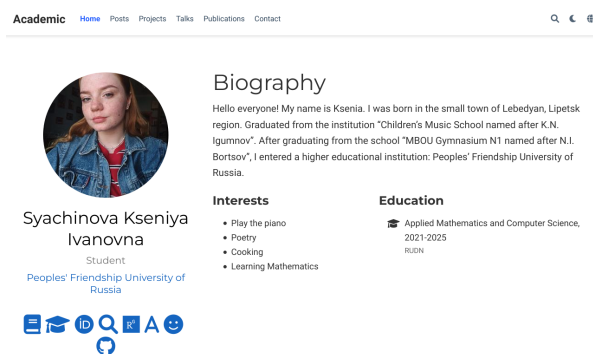 Academic Home Posts Projects Talks Publications Contact
Syachinova Kseniya
Ivanovna
Student
Peoples' Friendship University of
Russia
iD
R⁶
A
Biography
Hello everyone! My name is Ksenia. I was born in the small town of Lebedyan, Lipetsk
region. Graduated from the institution “Children’s Music School named after K.N.
Igumnov”. After graduating from the school “MBOU Gymnasium N1 named after N.I.
Bortsov”, I entered a higher educational institution: Peoples’ Friendship University of
Russia.
Interests
Play the piano
Poetry
Cooking
Learning Mathematics
Education
Applied Mathematics and Computer Science,
2021-2025
RUDN